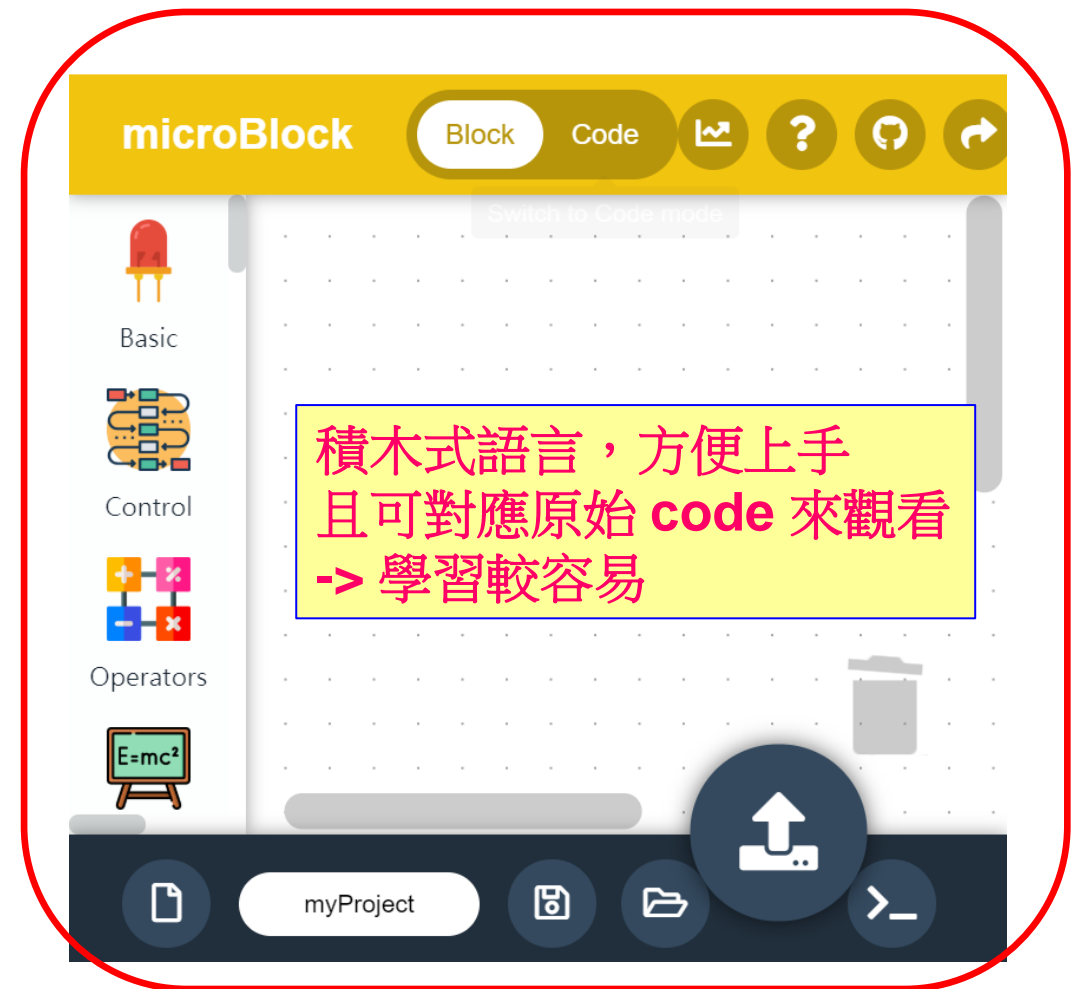 microBlock
Block
Code
?
Switch to Code mode
Basic
Control
Operators
E=mc²
積木式語言，方便上手
且可對應原始 code 來觀看
-> 學習較容易
myProject
>_